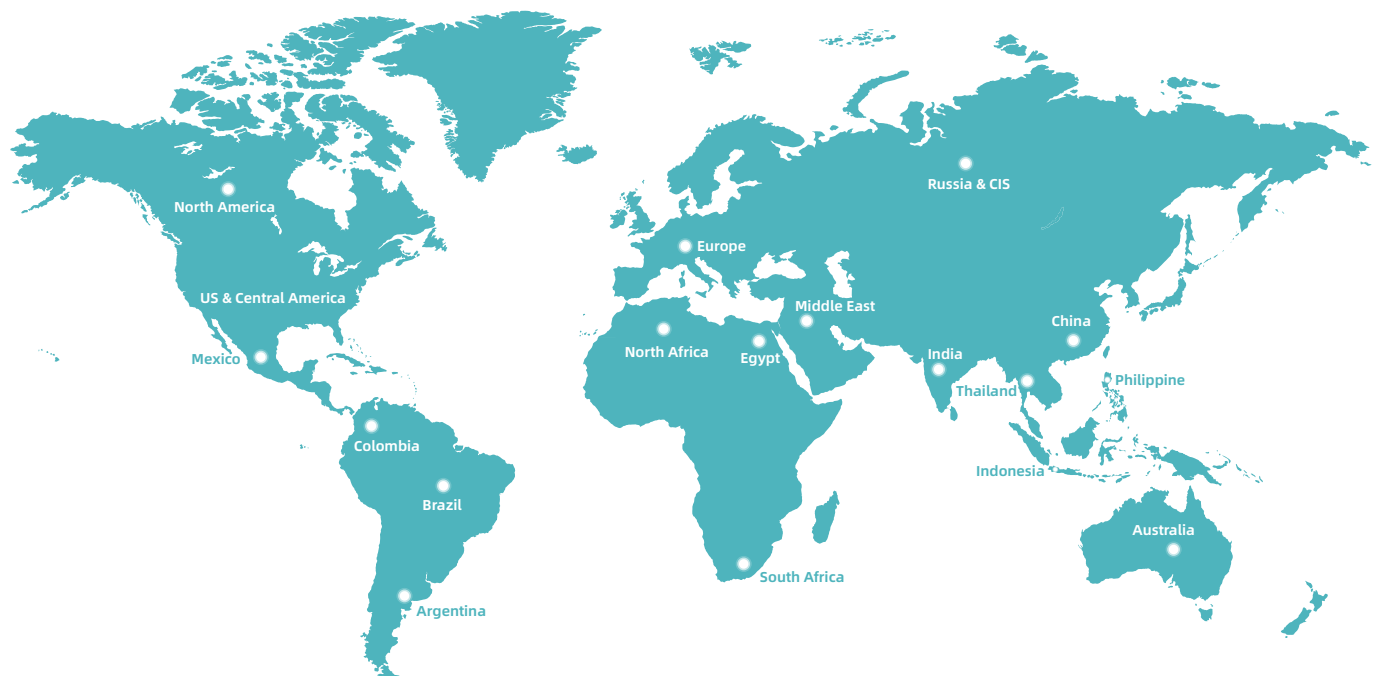 Russia & CIS
North America
Europe
US & Central America
Middle East
China
North Africa
Egypt
India
Mexico
Thailand
Philippine
Colombia
Indonesia
Brazil
Australia
South Africa
Argentina